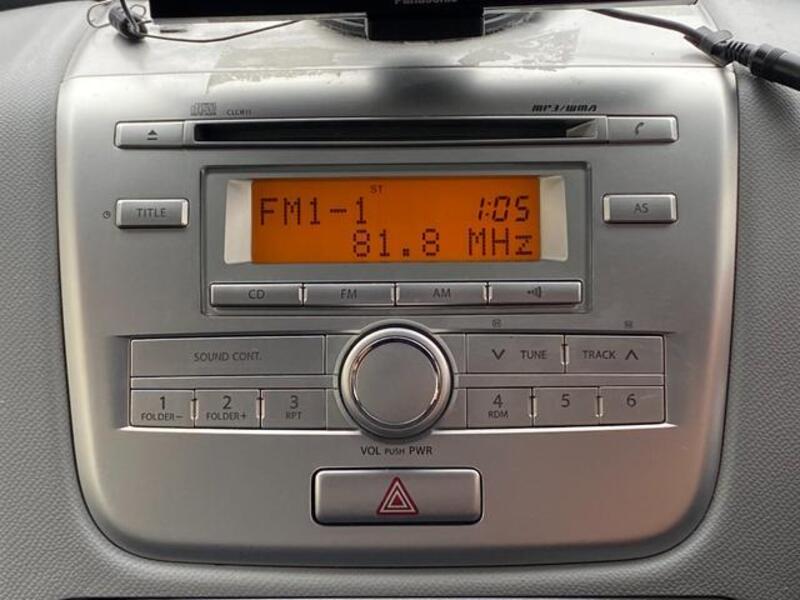 Panasonic
CLCR11 MP3/WMA
ST
TITLE FM1-1 1:05 AS
81.8 MHz
CD FM AM
SOUND CONT. TUNE TRACK
1 2 3 4 5 6
FOLDER- FOLDER+ RPT RDM
VOL PUSH PWR